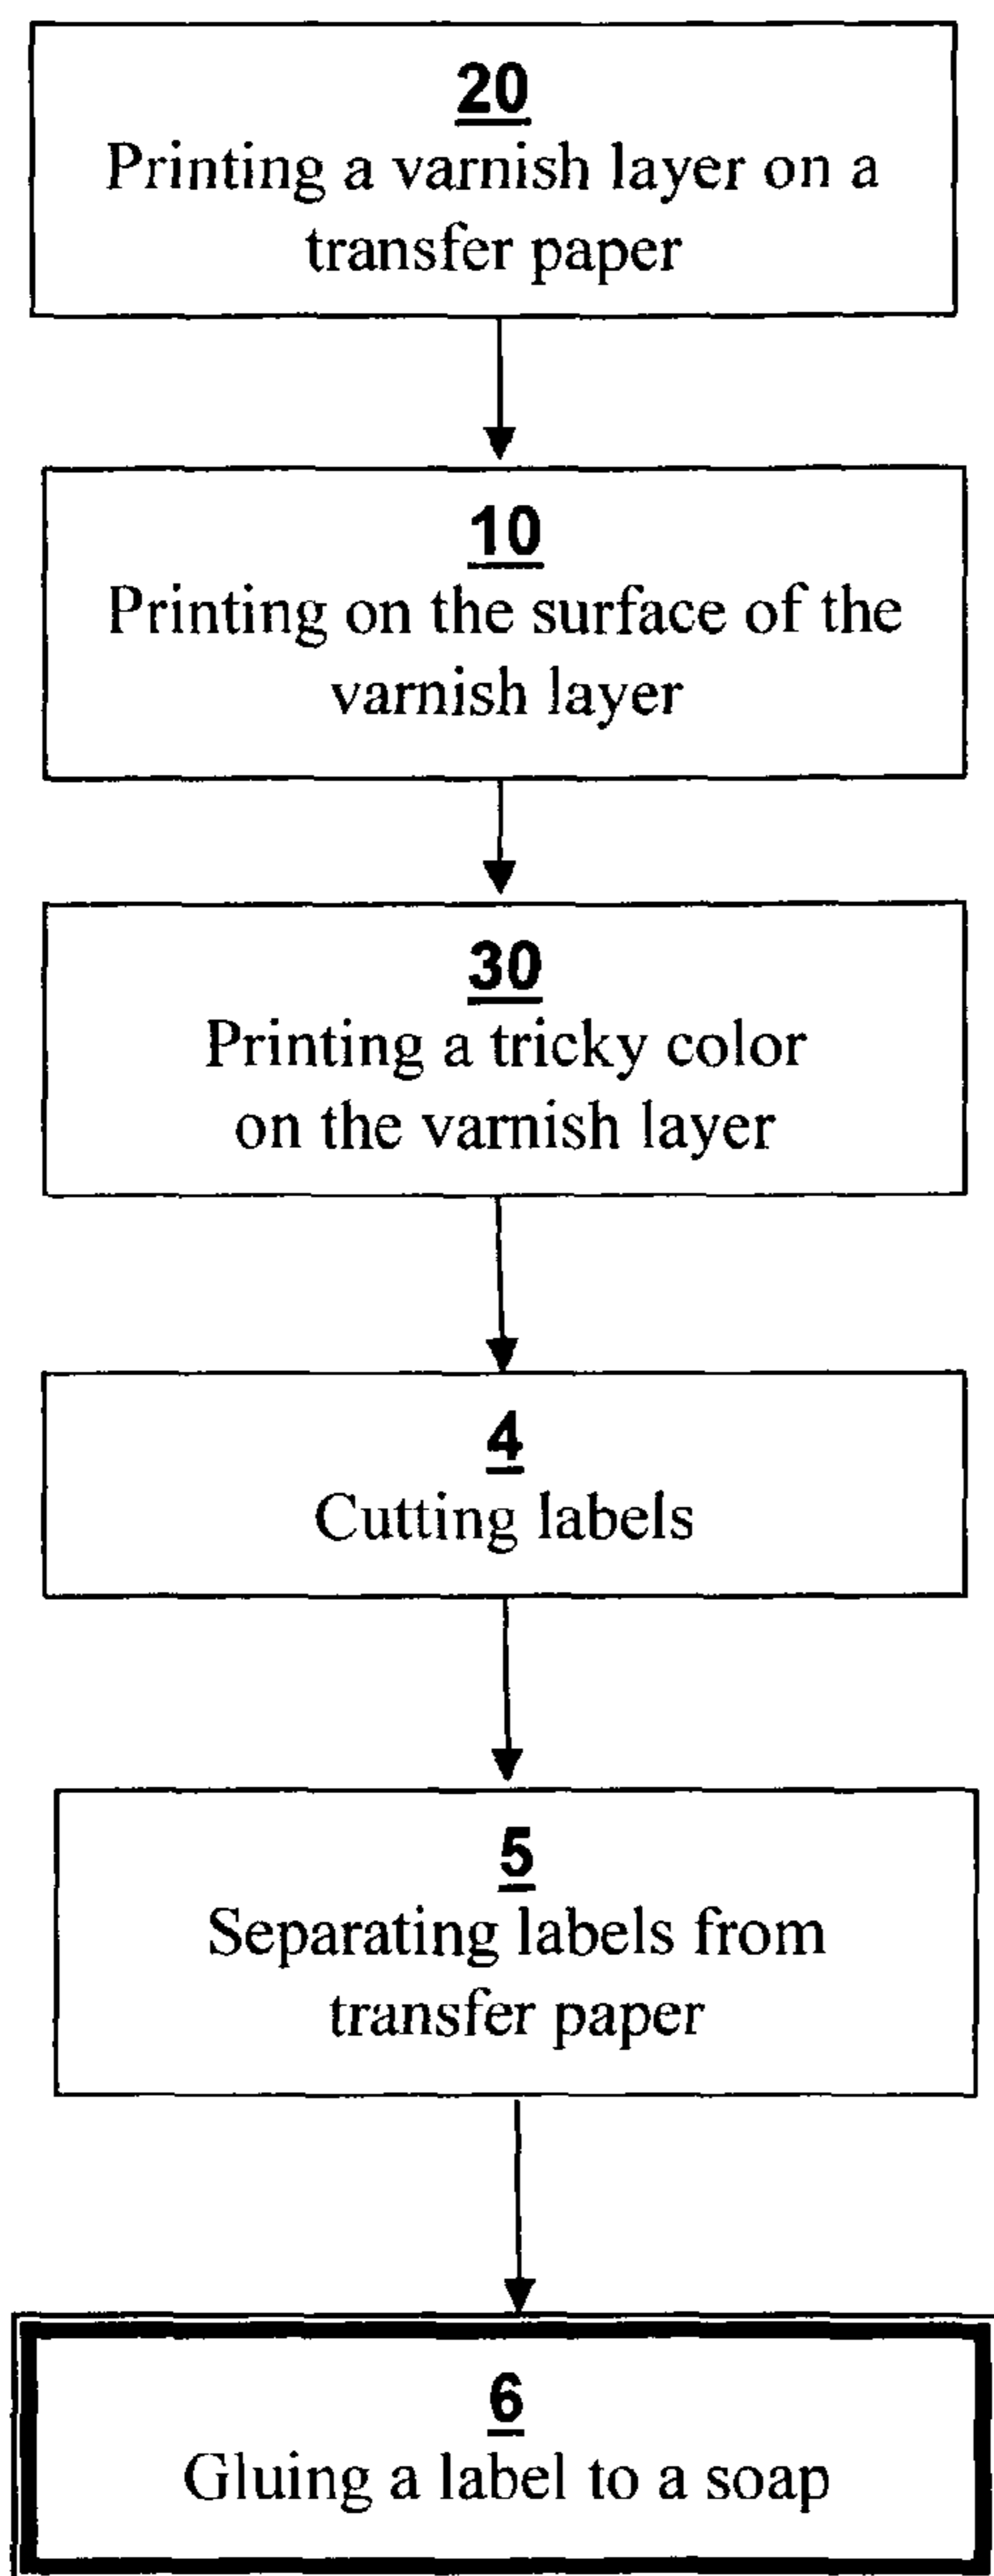 20
Printing a varnish layer on a
transfer paper
10
Printing on the surface of the
varnish layer
30
Printing a tricky color
on the varnish layer
4
Cutting labels
5
Separating labels from
transfer paper
6
Gluing a label to a soap